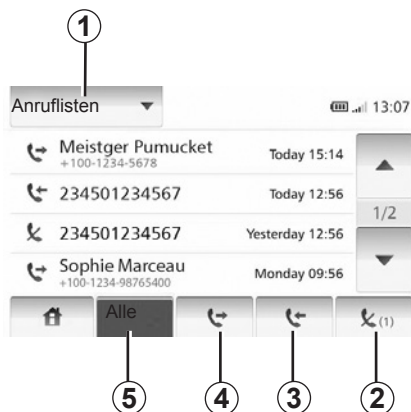 1
Anruflisten 13:07
Meistger Pumucket Today 15:14
+100-1234-5678
234501234567 Today 12:56
1/2
234501234567 Yesterday 12:56
Sophie Marceau Monday 09:56
+100-1234-98765400
Alle (1)
5 4 3 2